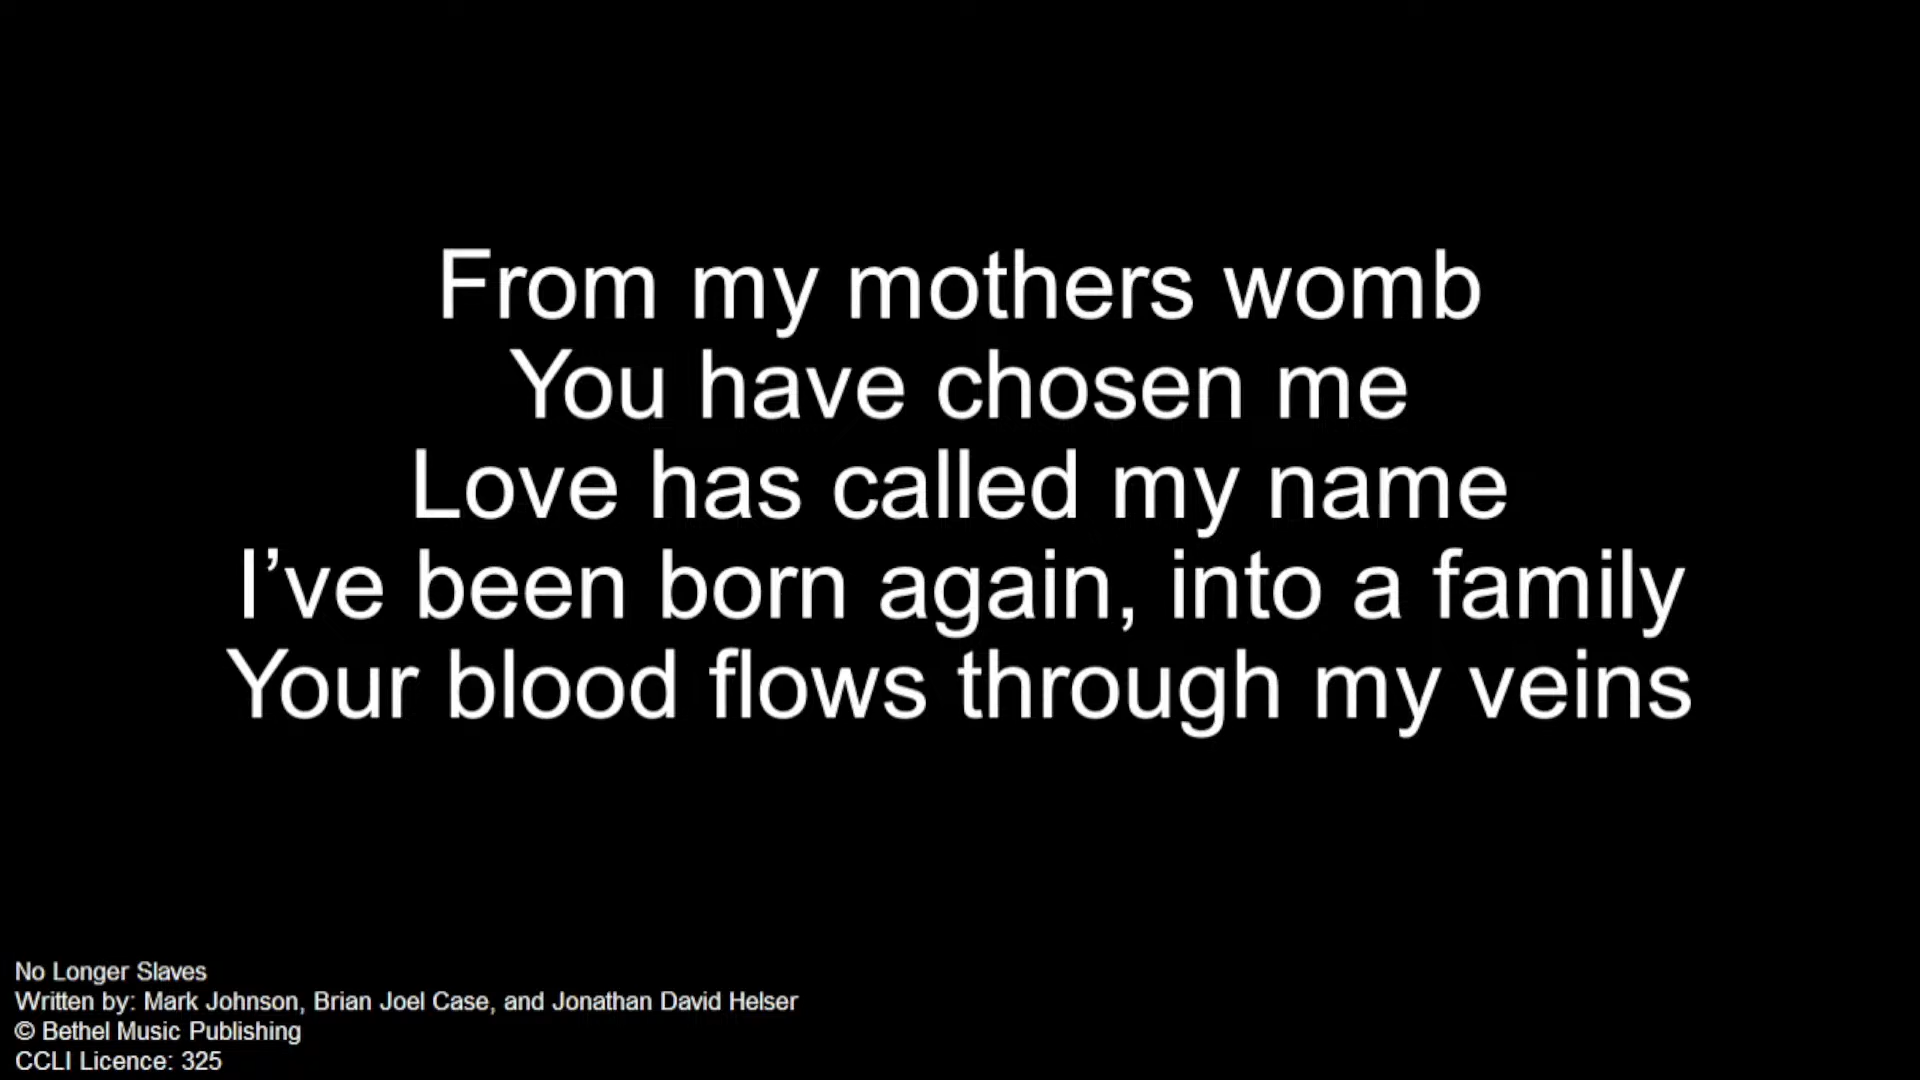 From my mothers womb
You have chosen me
Love has called my name
I’ve been born again, into a family
Your blood flows through my veins
No Longer Slaves
Written by: Mark Johnson, Brian Joel Case, and Jonathan David Helser
© Bethel Music Publishing
CCLI Licence: 325